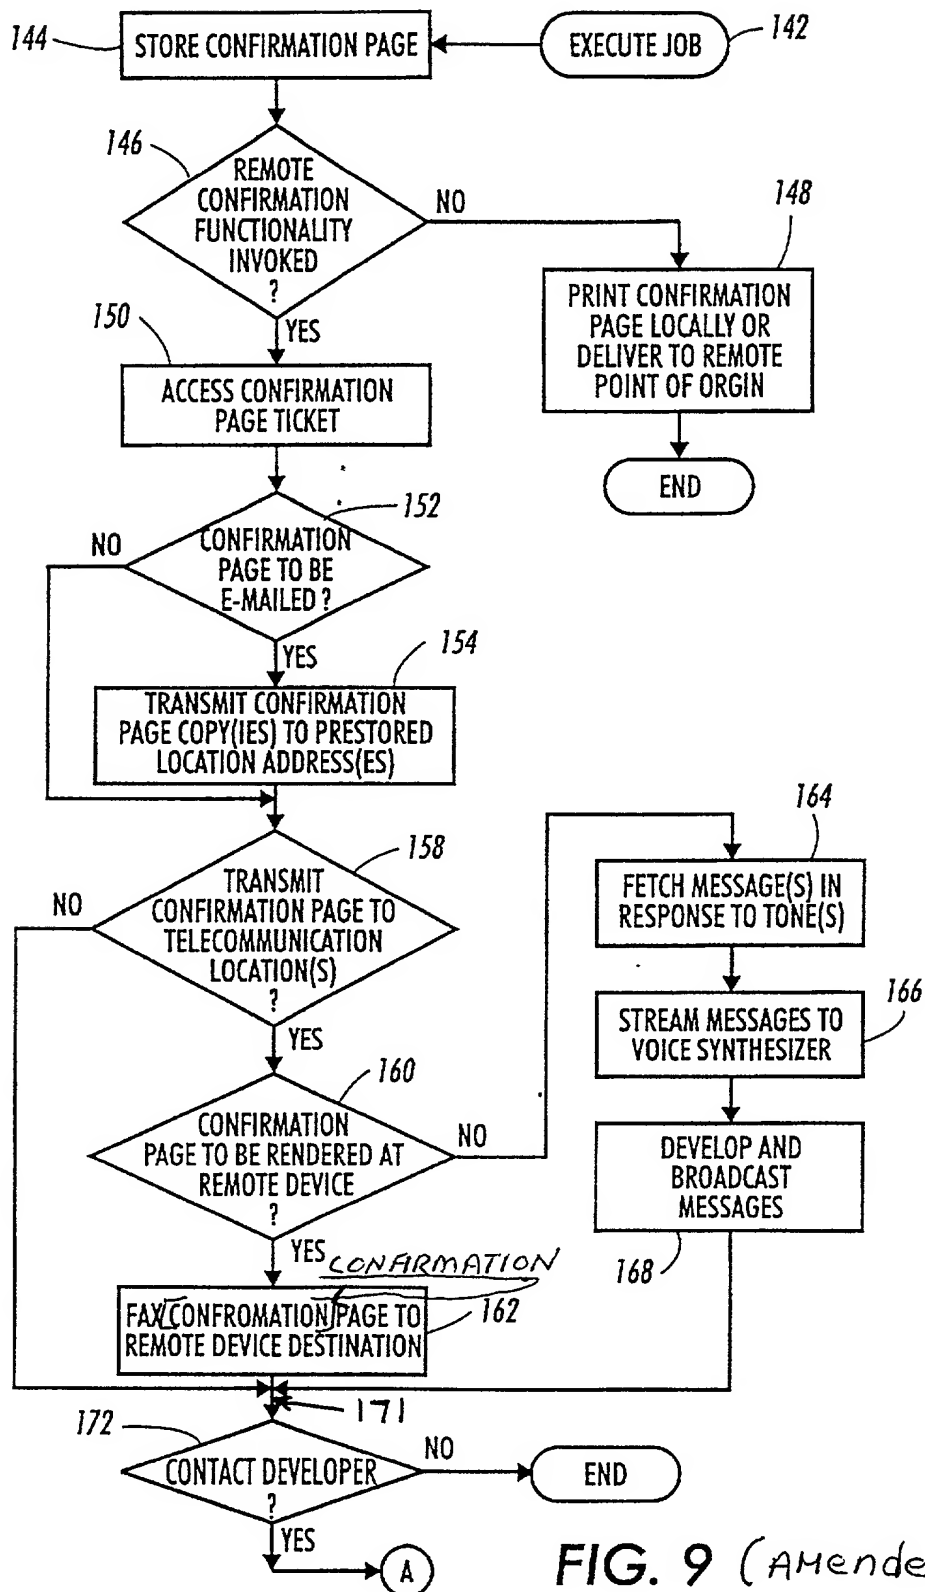 144
STORE CONFIRMATION PAGE
EXECUTE JOB
142
146
REMOTE
CONFIRMATION
FUNCTIONALITY
INVOKED
?
NO
YES
148
PRINT CONFIRMATION
PAGE LOCALLY OR
DELIVER TO REMOTE
POINT OF ORGIN
END
150
ACCESS CONFIRMATION
PAGE TICKET
152
CONFIRMATION
PAGE TO BE
E-MAILED ?
NO
YES
154
TRANSMIT CONFIRMATION
PAGE COPY(IES) TO PRESTORED
LOCATION ADDRESS(ES)
158
TRANSMIT
CONFIRMATION PAGE TO
TELECOMMUNICATION
LOCATION(S)
?
NO
YES
160
CONFIRMATION
PAGE TO BE RENDERED AT
REMOTE DEVICE
?
NO
YES
164
FETCH MESSAGE(S) IN
RESPONSE TO TONE(S)
166
STREAM MESSAGES TO
VOICE SYNTHESIZER
DEVELOP AND
BROADCAST
MESSAGES
168
CONFIRMATION
FAX [CONFROMATION] PAGE TO
REMOTE DEVICE DESTINATION
162
171
172
CONTACT DEVELOPER
?
NO
END
YES
A
FIG. 9 (AMende